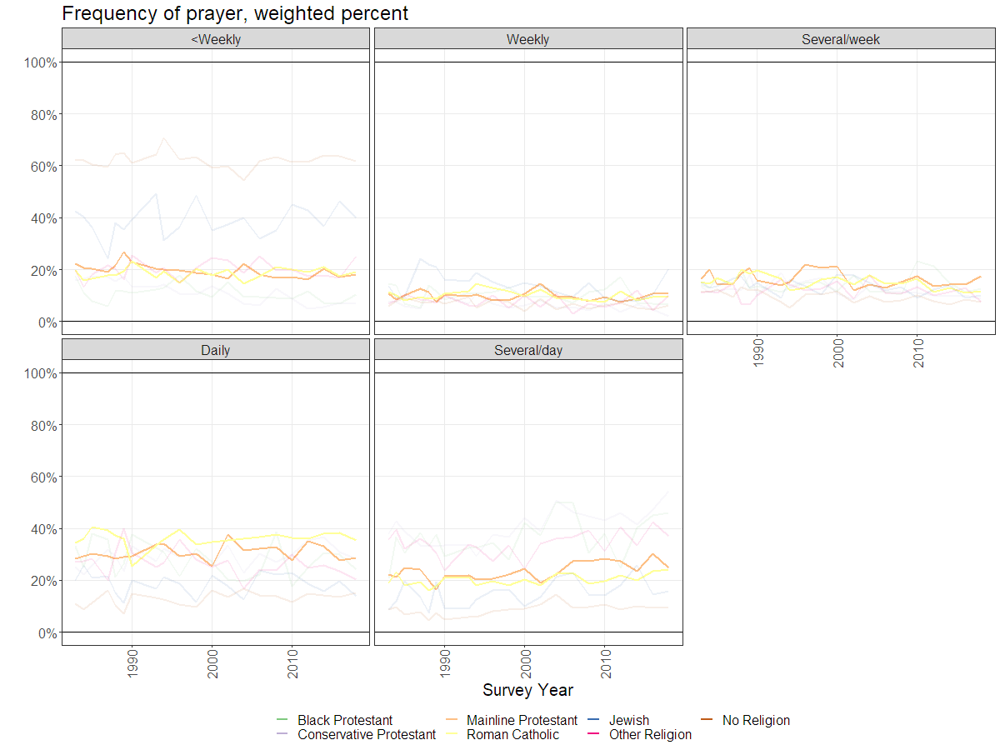 Frequency of prayer, weighted percent
<Weekly
Weekly
Several/week
100%
80%
60%
40%
20%
0%
1990
2000
2010
Daily
Several/day
100%
80%
60%
40%
20%
0%
1990
2000
2010
1990
2000
2010
Survey Year
Black Protestant
Mainline Protestant
Jewish
No Religion
Conservative Protestant
Roman Catholic
Other Religion